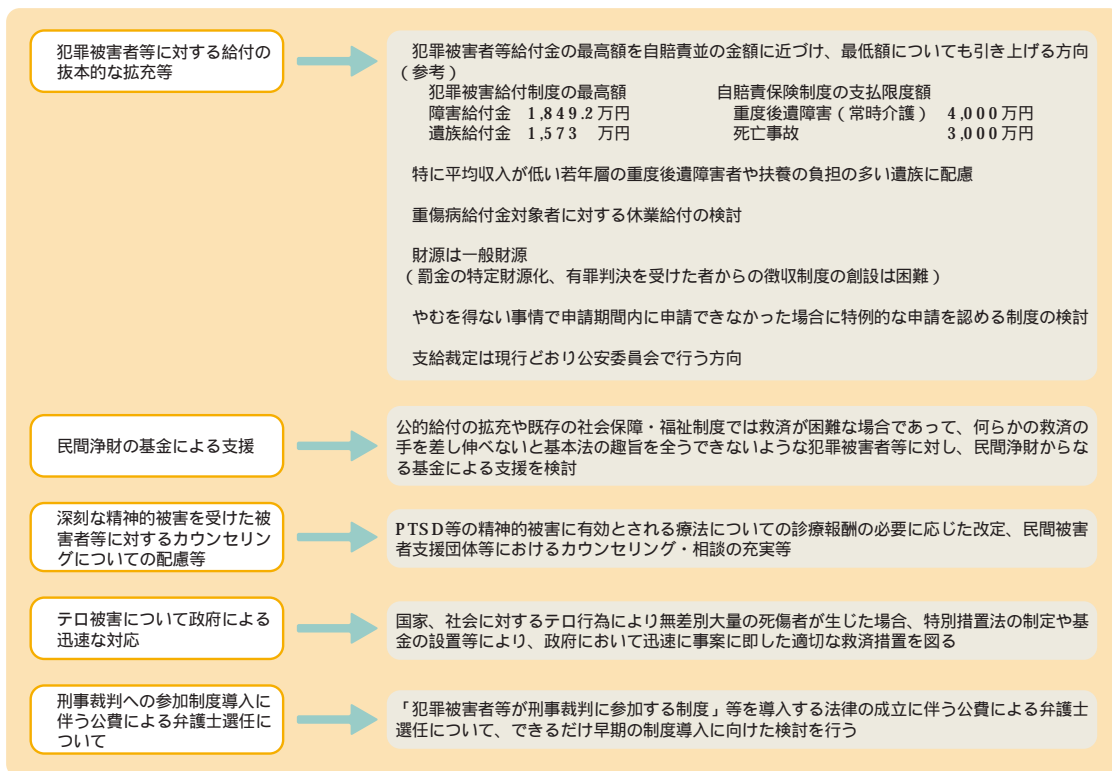 犯罪被害者等に対する給付の
抜本的な拡充等
犯罪被害者等給付金の最高額を自賠責並の金額に近づけ、最低額についても引き上げる方向
(参考)
犯罪被害給付制度の最高額 自賠責保険制度の支払限度額
障害給付金 1,849.2万円 重度後遺障害(常時介護) 4,000万円
遺族給付金 1,573 万円 死亡事故 3,000万円
特に平均収入が低い若年層の重度後遺障害者や扶養の負担の多い遺族に配慮
重傷病給付金対象者に対する休業給付の検討
財源は一般財源
(罰金の特定財源化、有罪判決を受けた者からの徴収制度の創設は困難)
やむを得ない事情で申請期間内に申請できなかった場合に特例的な申請を認める制度の検討
支給裁定は現行どおり公安委員会で行う方向
民間浄財の基金による支援
公的給付の拡充や既存の社会保障・福祉制度では救済が困難な場合であって、何らかの救済の
手を差し伸べないと基本法の趣旨を全うできないような犯罪被害者等に対し、民間浄財からな
る基金による支援を検討
深刻な精神的被害を受けた被
害者等に対するカウンセリン
グについての配慮等
PTSD等の精神的被害に有効とされる療法についての診療報酬の必要に応じた改定、民間被害
者支援団体等におけるカウンセリング・相談の充実等
テロ被害について政府による
迅速な対応
国家、社会に対するテロ行為により無差別大量の死傷者が生じた場合、特別措置法の制定や基
金の設置等により、政府において迅速に事案に即した適切な救済措置を図る
刑事裁判への参加制度導入に
伴う公費による弁護士選任に
ついて
「犯罪被害者等が刑事裁判に参加する制度」等を導入する法律の成立に伴う公費による弁護士
選任について、できるだけ早期の制度導入に向けた検討を行う